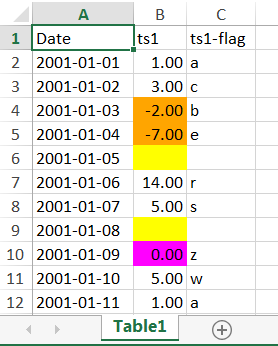 A B C
1 Date ts1 ts1-flag
2 2001-01-01 1.00 a
3 2001-01-02 3.00 c
4 2001-01-03 -2.00 b
5 2001-01-04 -7.00 e
6 2001-01-05
7 2001-01-06 14.00 r
8 2001-01-07 5.00 s
9 2001-01-08
10 2001-01-09 0.00 z
11 2001-01-10 5.00 w
12 2001-01-11 1.00 a
Table1